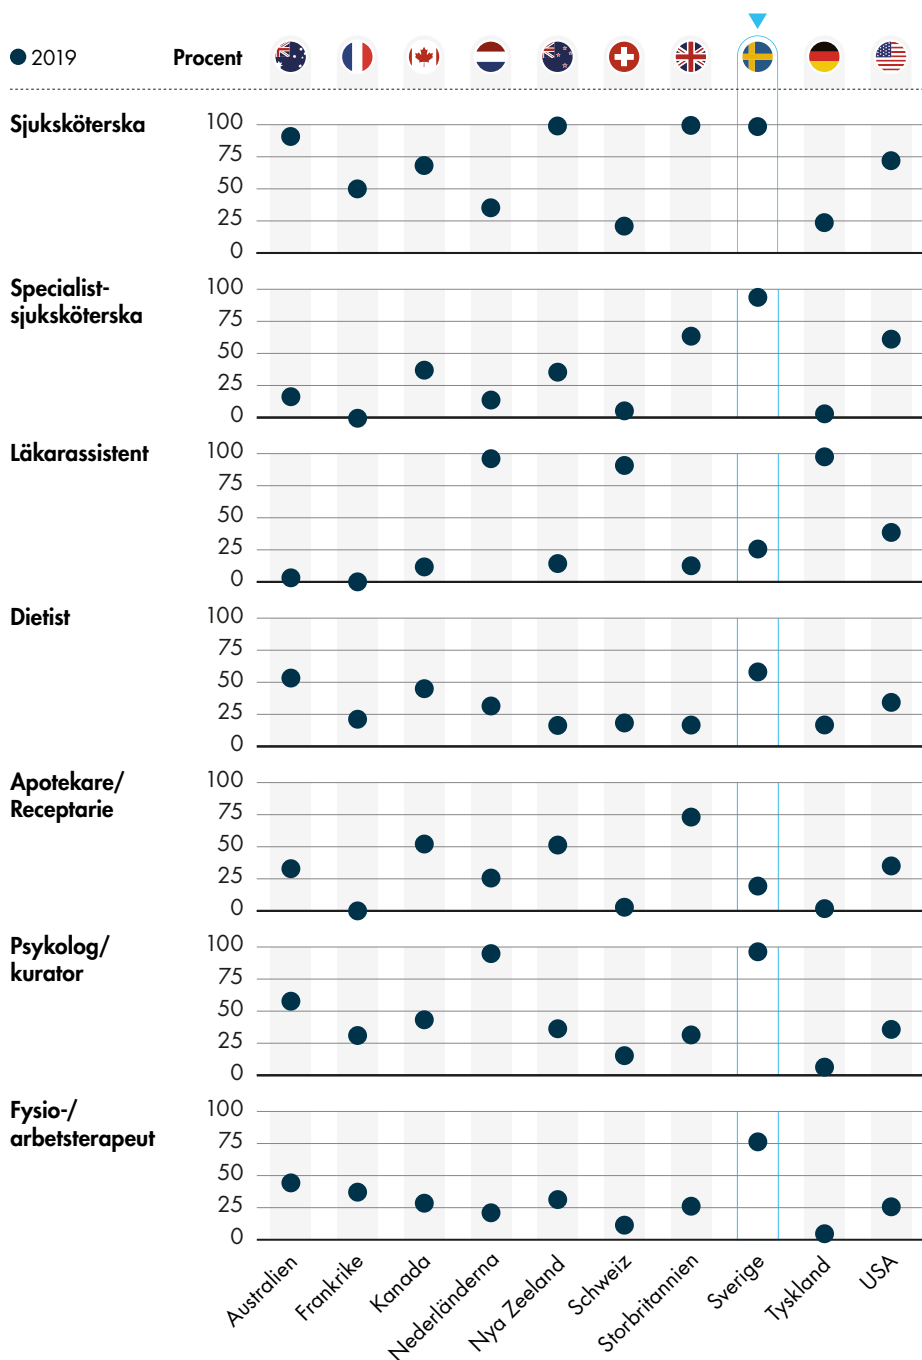 2019 Procent
Sjuksköterska
100
75
50
25
0
Specialist-
sjuksköterska
100
75
50
25
0
Läkarassistent
100
75
50
25
0
Dietist
100
75
50
25
0
Apotekare/
Receptarie
100
75
50
25
0
Psykolog/
kurator
100
75
50
25
0
Fysio-/
arbetsterapeut
100
75
50
25
0
Australien
Frankrike
Kanada
Nederländerna
Nya Zeeland
Schweiz
Storbritannien
Sverige
Tyskland
USA